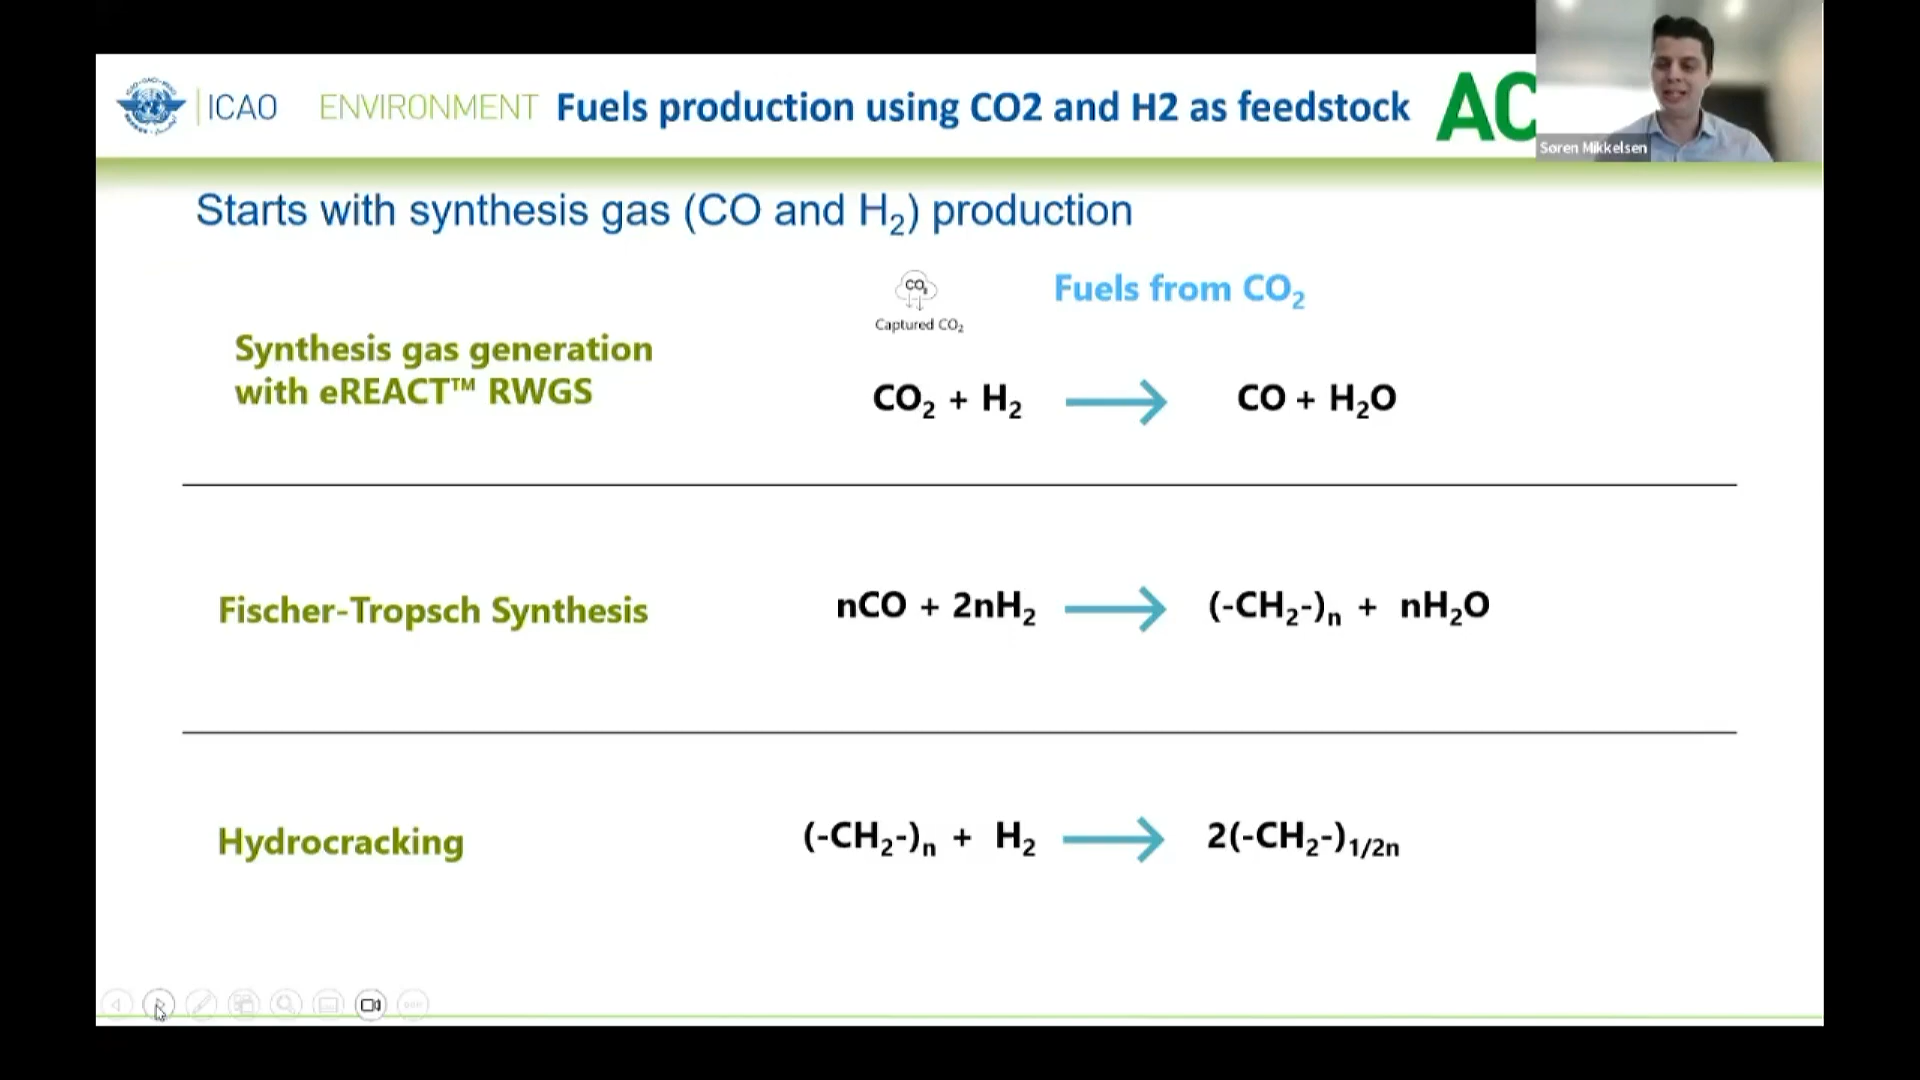 ICAO ENVIRONMENT Fuels production using CO2 and H2 as feedstock AC
Søren Mikkelsen
Starts with synthesis gas (CO and H₂) production
CO₂
Captured CO₂
Fuels from CO₂
Synthesis gas generation
with eREACT™ RWGS
CO₂ + H₂ → CO + H₂O
Fischer-Tropsch Synthesis
nCO + 2nH₂ → (-CH₂-)ₙ + nH₂O
Hydrocracking
(-CH₂-)ₙ + H₂ → 2(-CH₂-)1/2n